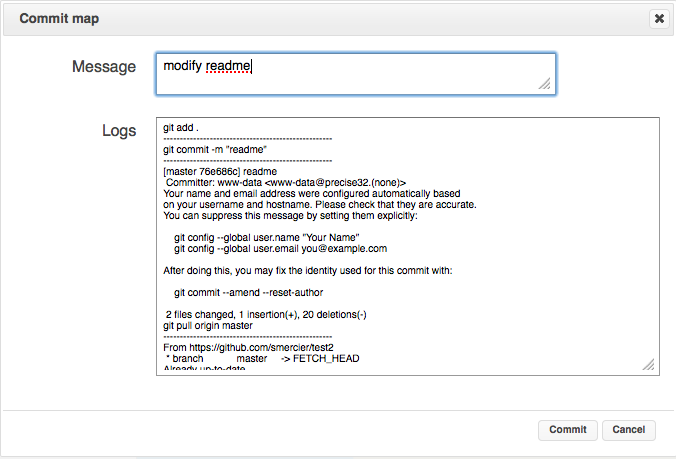 Commit map
Message
modify readme
Logs
git add .
---------------------------------------------------
git commit -m "readme"
---------------------------------------------------
[master 76e686c] readme
Committer: www-data <www-data@precise32.(none)>
Your name and email address were configured automatically based
on your username and hostname. Please check that they are accurate.
You can suppress this message by setting them explicitly:
git config --global user.name "Your Name"
git config --global user.email you@example.com
After doing this, you may fix the identity used for this commit with:
git commit --amend --reset-author
2 files changed, 1 insertion(+), 20 deletions(-)
git pull origin master
---------------------------------------------------
From https://github.com/smercier/test2
* branch master -> FETCH_HEAD
Already up-to-date
Commit Cancel